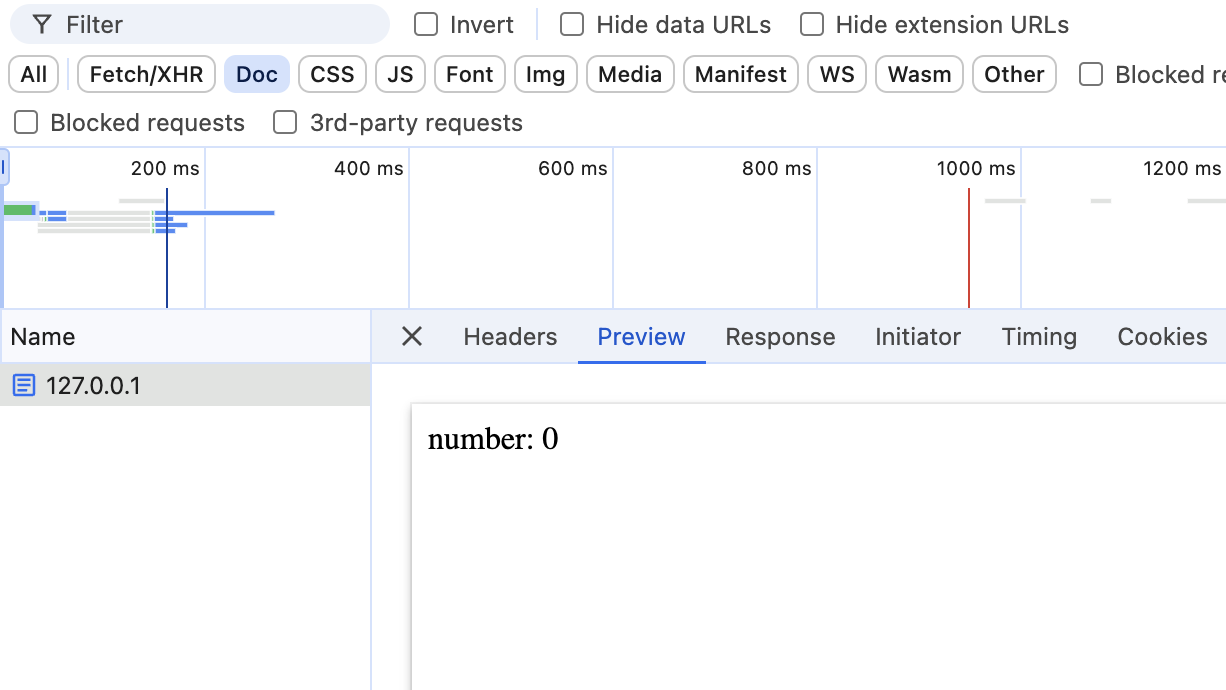 Filter Invert Hide data URLs Hide extension URLs
All Fetch/XHR Doc CSS JS Font Img Media Manifest WS Wasm Other Blocked re
Blocked requests 3rd-party requests
200 ms 400 ms 600 ms 800 ms 1000 ms 1200 ms
Name Headers Preview Response Initiator Timing Cookies
127.0.0.1
number: 0